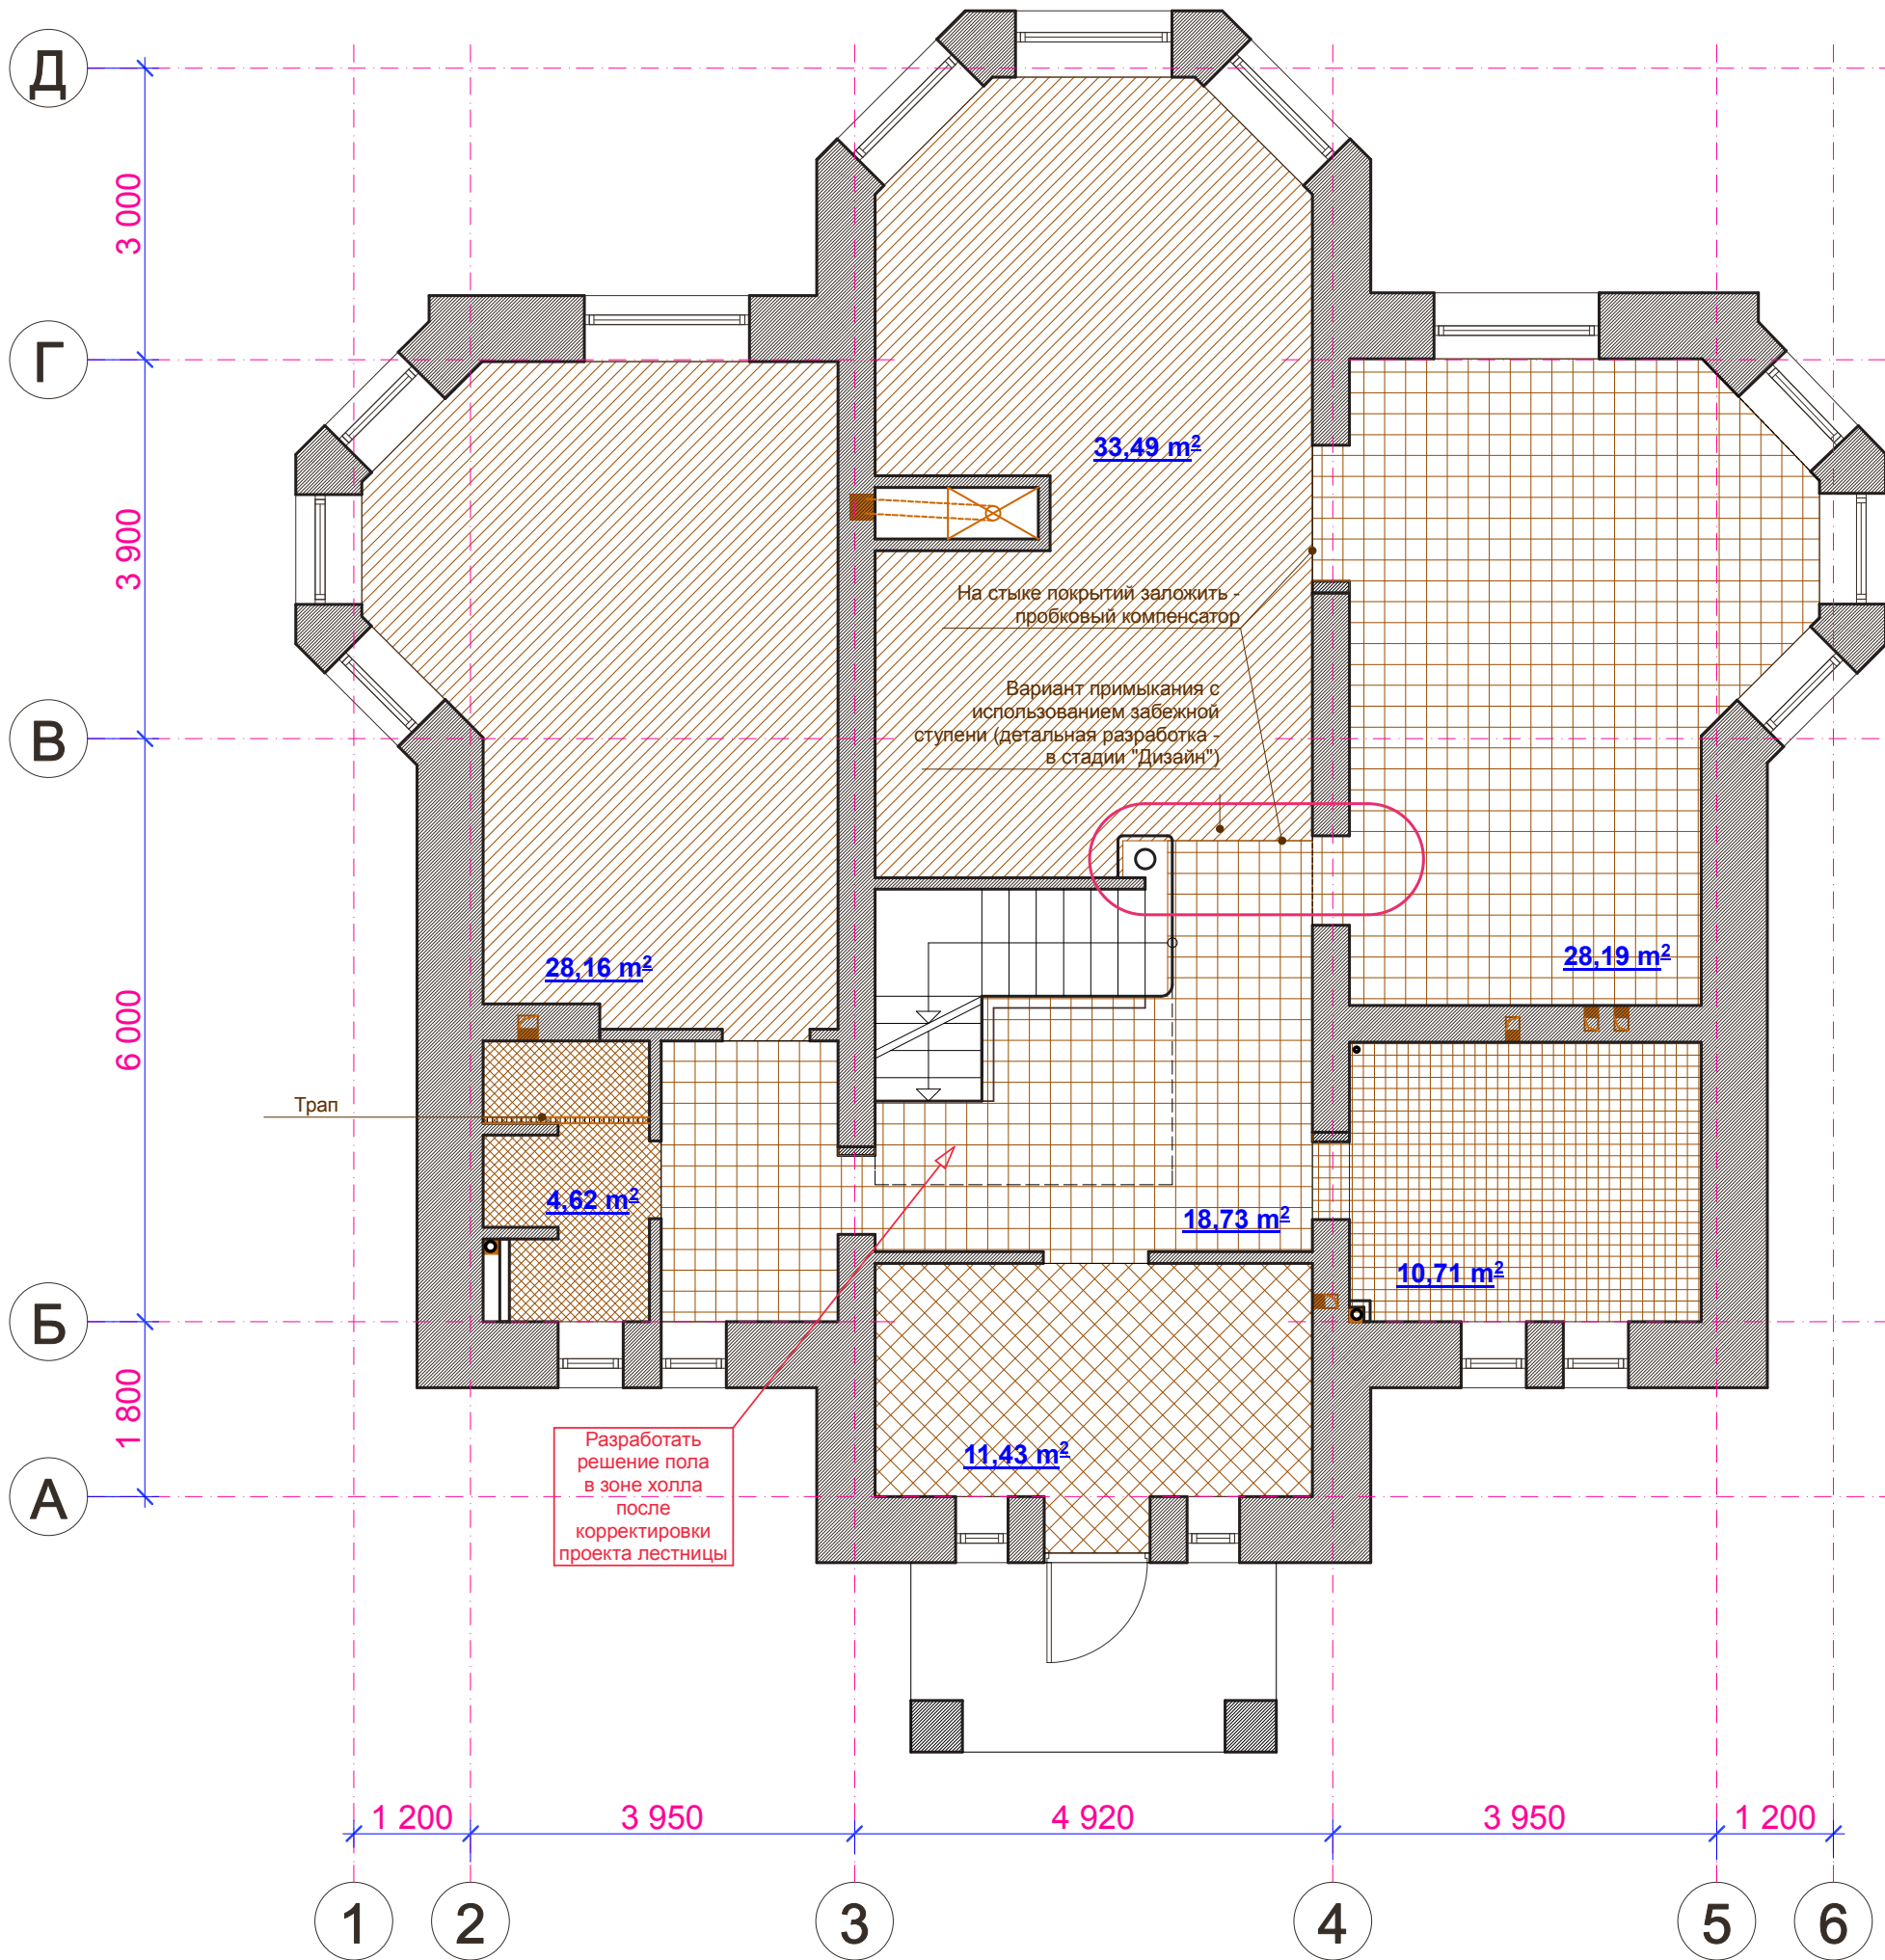 Д
3 000
Г
33,49 m²
3 900
На стыке покрытий заложить -
пробковый компенсатор
Вариант примыкания с
использованием забежной
ступени (детальная разработка -
в стадии "Дизайн")
В
28,16 m²
28,19 m²
6 000
Трап
4,62 m²
18,73 m²
10,71 m²
Б
1 800
11,43 m²
Разработать
решение пола
в зоне холла
после
корректировки
проекта лестницы
А
1 200
3 950
4 920
3 950
1 200
1
2
3
4
5
6